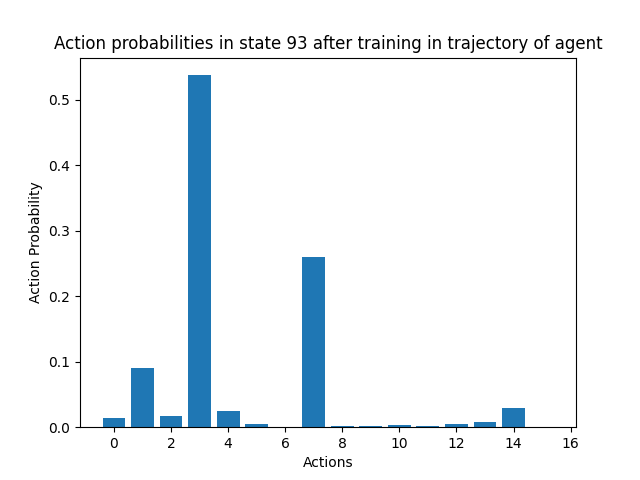 Action probabilities in state 93 after training in trajectory of agent
0.5
0.4
0.3
0.2
0.1
0.0
Action Probability
0 2 4 6 8 10 12 14 16
Actions